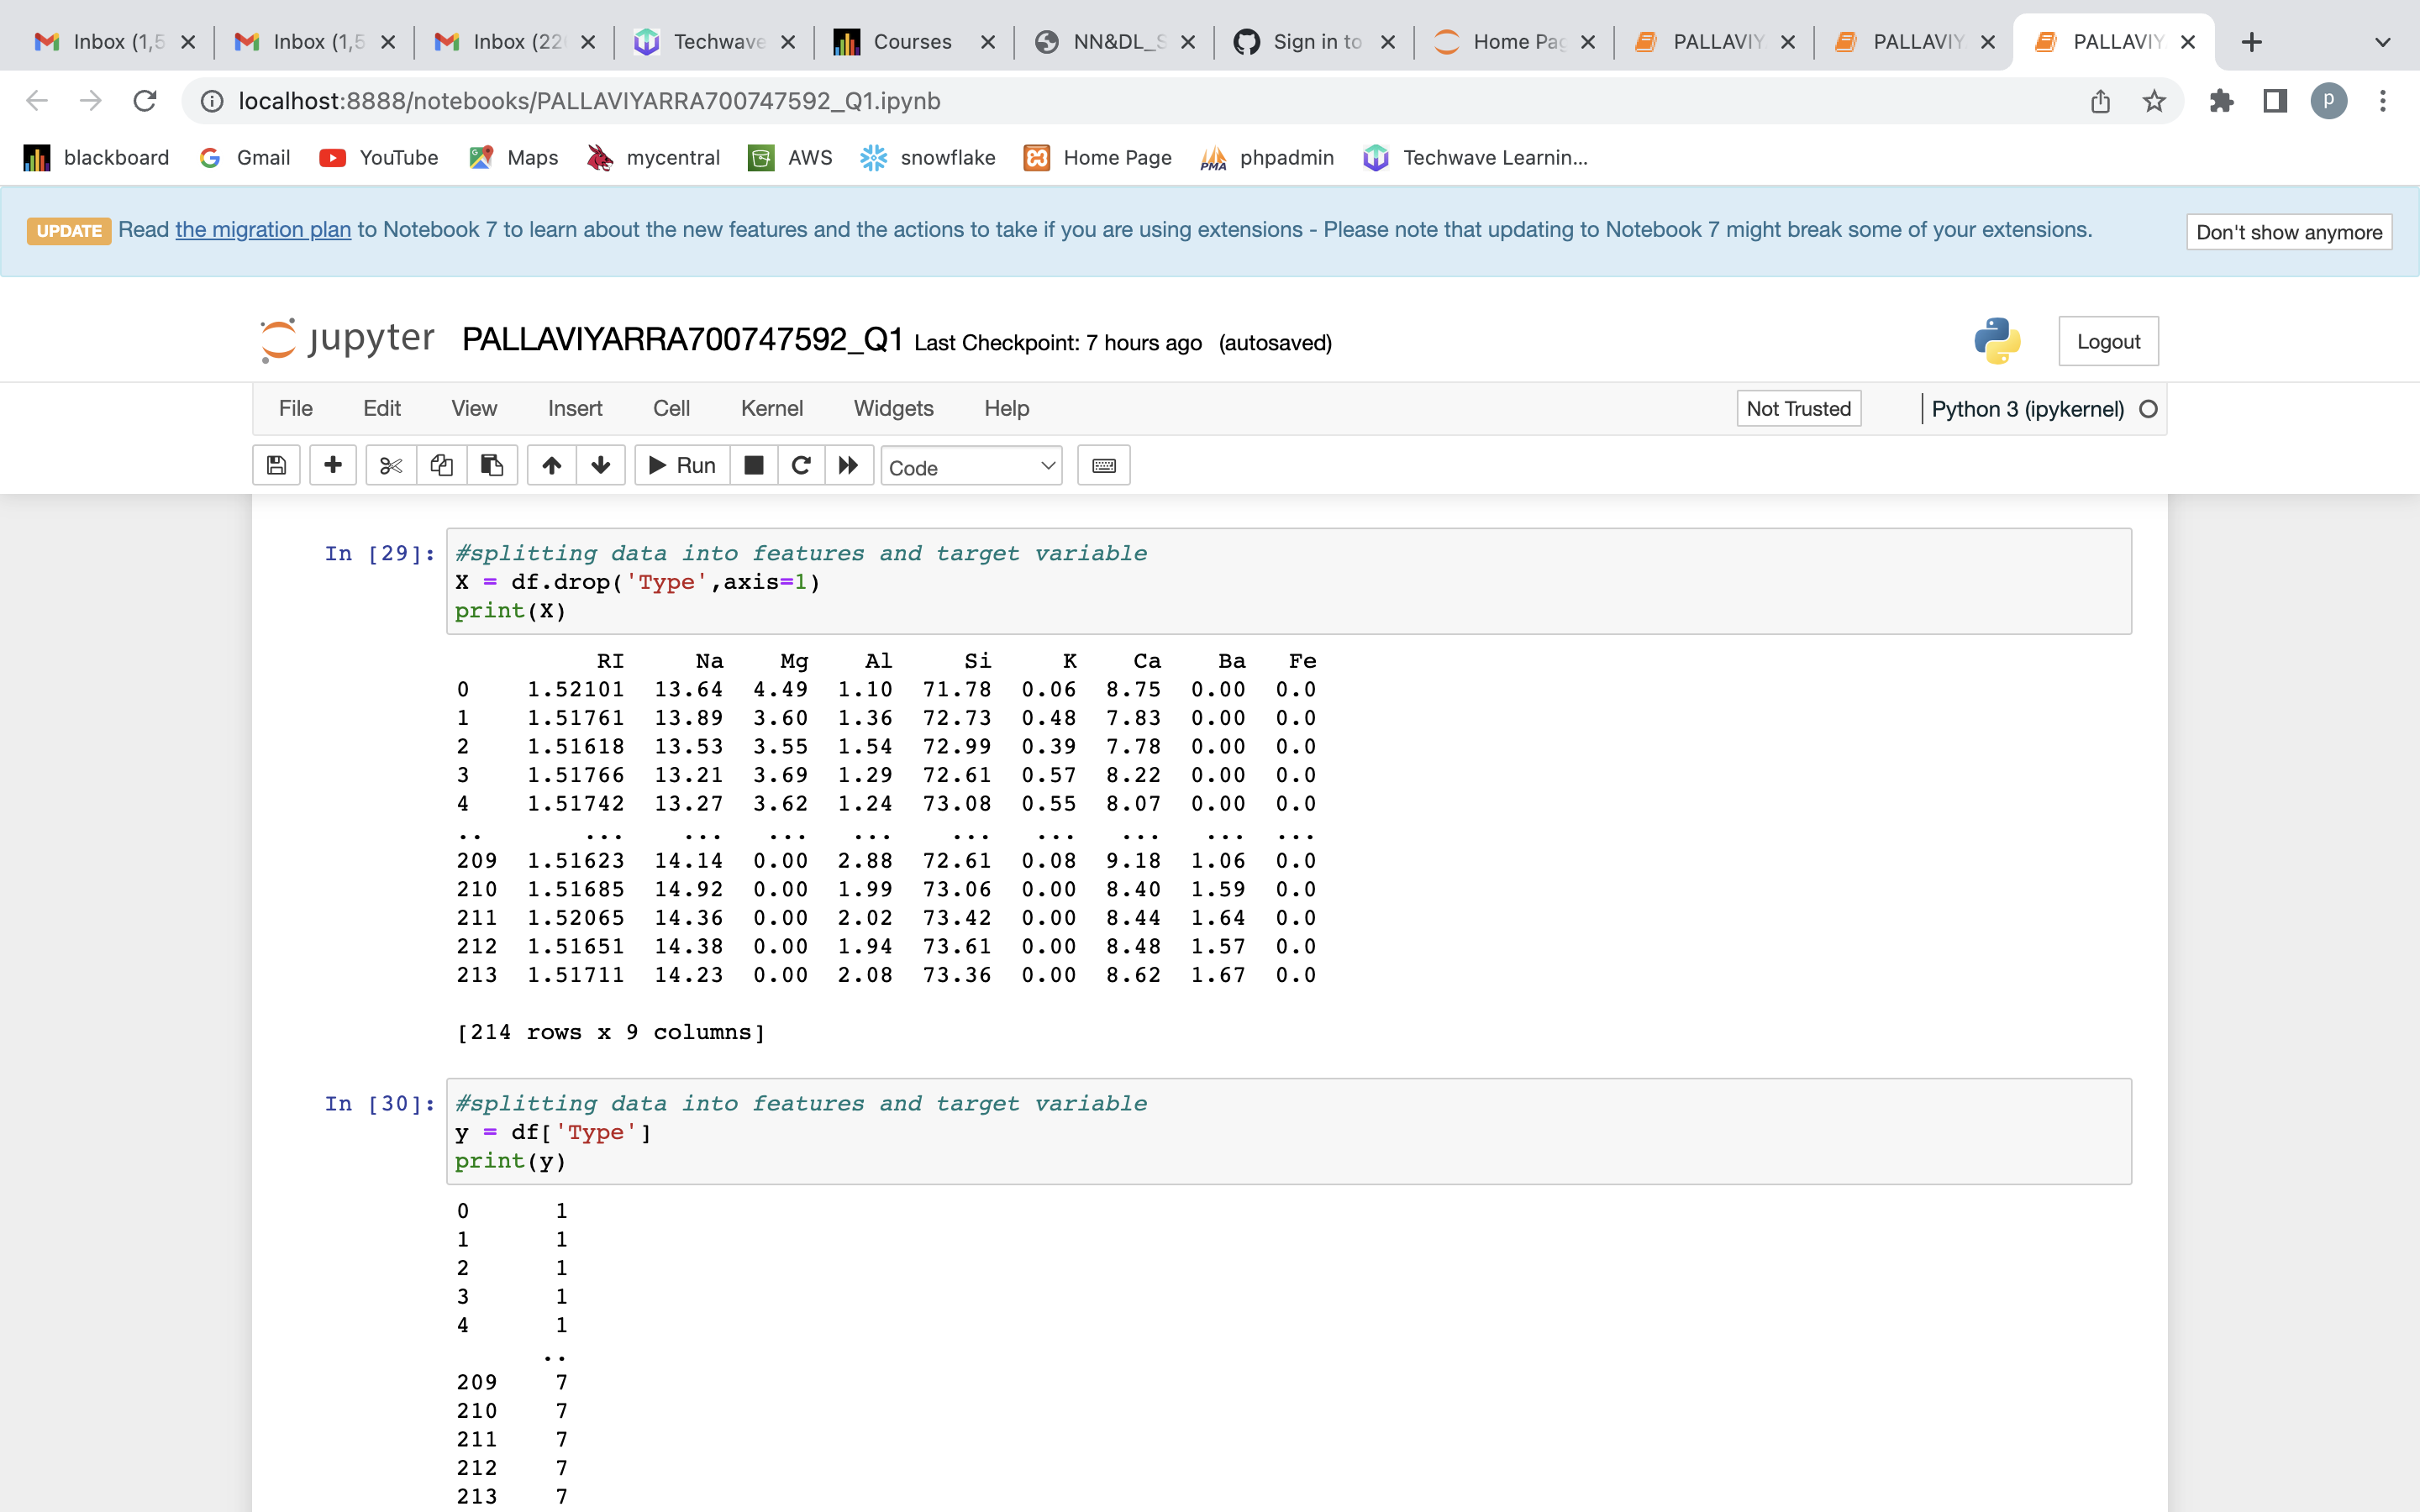 Inbox (1,5
Inbox (1,5
Inbox (22
Techwave
Courses
NN&DL_S
Sign in to
Home Pag
PALLAVIY
PALLAVIY
PALLAVIY
localhost:8888/notebooks/PALLAVIYARRA700747592_Q1.ipynb
p
blackboard Gmail YouTube Maps mycentral AWS snowflake Home Page phpadmin Techwave Learnin...
UPDATE Read the migration plan to Notebook 7 to learn about the new features and the actions to take if you are using extensions - Please note that updating to Notebook 7 might break some of your extensions.
Don't show anymore
jupyter PALLAVIYARRA700747592_Q1 Last Checkpoint: 7 hours ago (autosaved)
Logout
File Edit View Insert Cell Kernel Widgets Help
Not Trusted
Python 3 (ipykernel)
Run
Code
In [29]: #splitting data into features and target variable
X = df.drop('Type',axis=1)
print(X)
RI Na Mg Al Si K Ca Ba Fe
0 1.52101 13.64 4.49 1.10 71.78 0.06 8.75 0.00 0.0
1 1.51761 13.89 3.60 1.36 72.73 0.48 7.83 0.00 0.0
2 1.51618 13.53 3.55 1.54 72.99 0.39 7.78 0.00 0.0
3 1.51766 13.21 3.69 1.29 72.61 0.57 8.22 0.00 0.0
4 1.51742 13.27 3.62 1.24 73.08 0.55 8.07 0.00 0.0
.. ... ... ... ... ... ... ... ... ...
209 1.51623 14.14 0.00 2.88 72.61 0.08 9.18 1.06 0.0
210 1.51685 14.92 0.00 1.99 73.06 0.00 8.40 1.59 0.0
211 1.52065 14.36 0.00 2.02 73.42 0.00 8.44 1.64 0.0
212 1.51651 14.38 0.00 1.94 73.61 0.00 8.48 1.57 0.0
213 1.51711 14.23 0.00 2.08 73.36 0.00 8.62 1.67 0.0
[214 rows x 9 columns]
In [30]: #splitting data into features and target variable
y = df['Type']
print(y)
0 1
1 1
2 1
3 1
4 1
..
209 7
210 7
211 7
212 7
213 7